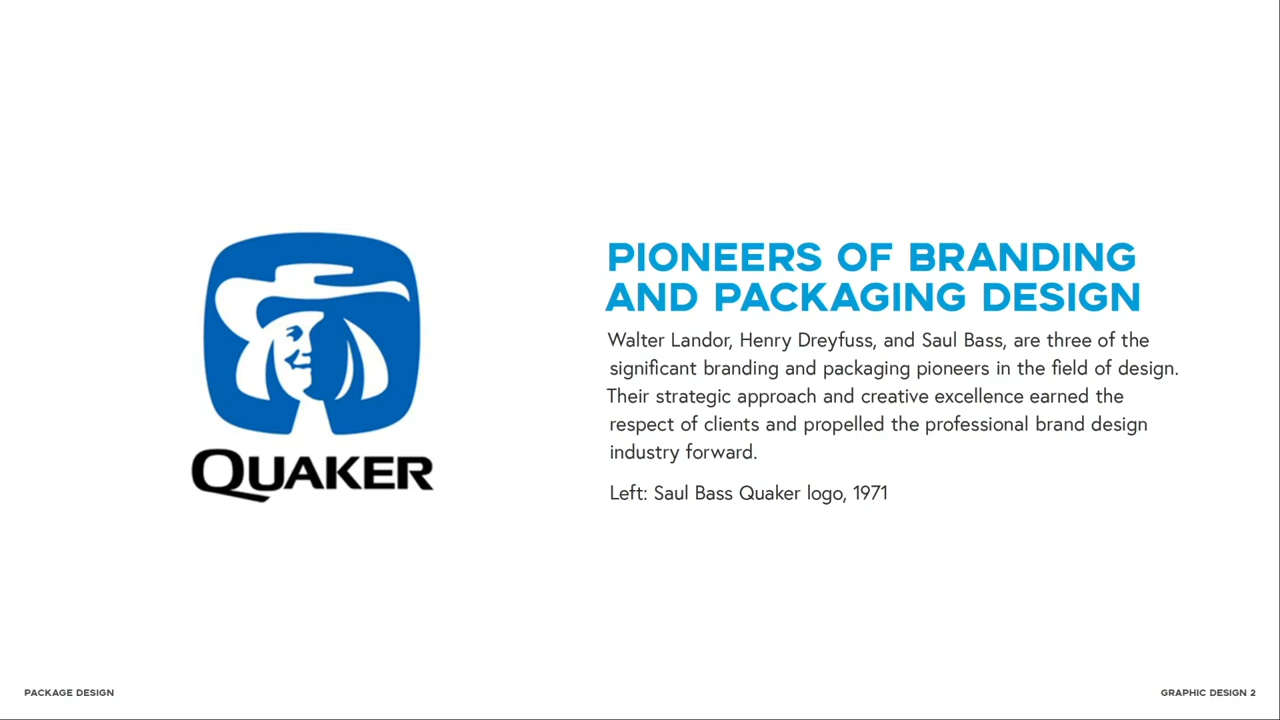 QUAKER
PIONEERS OF BRANDING
AND PACKAGING DESIGN
Walter Landor, Henry Dreyfuss, and Saul Bass, are three of the
significant branding and packaging pioneers in the field of design.
Their strategic approach and creative excellence earned the
respect of clients and propelled the professional brand design
industry forward.
Left: Saul Bass Quaker logo, 1971
PACKAGE DESIGN
GRAPHIC DESIGN 2